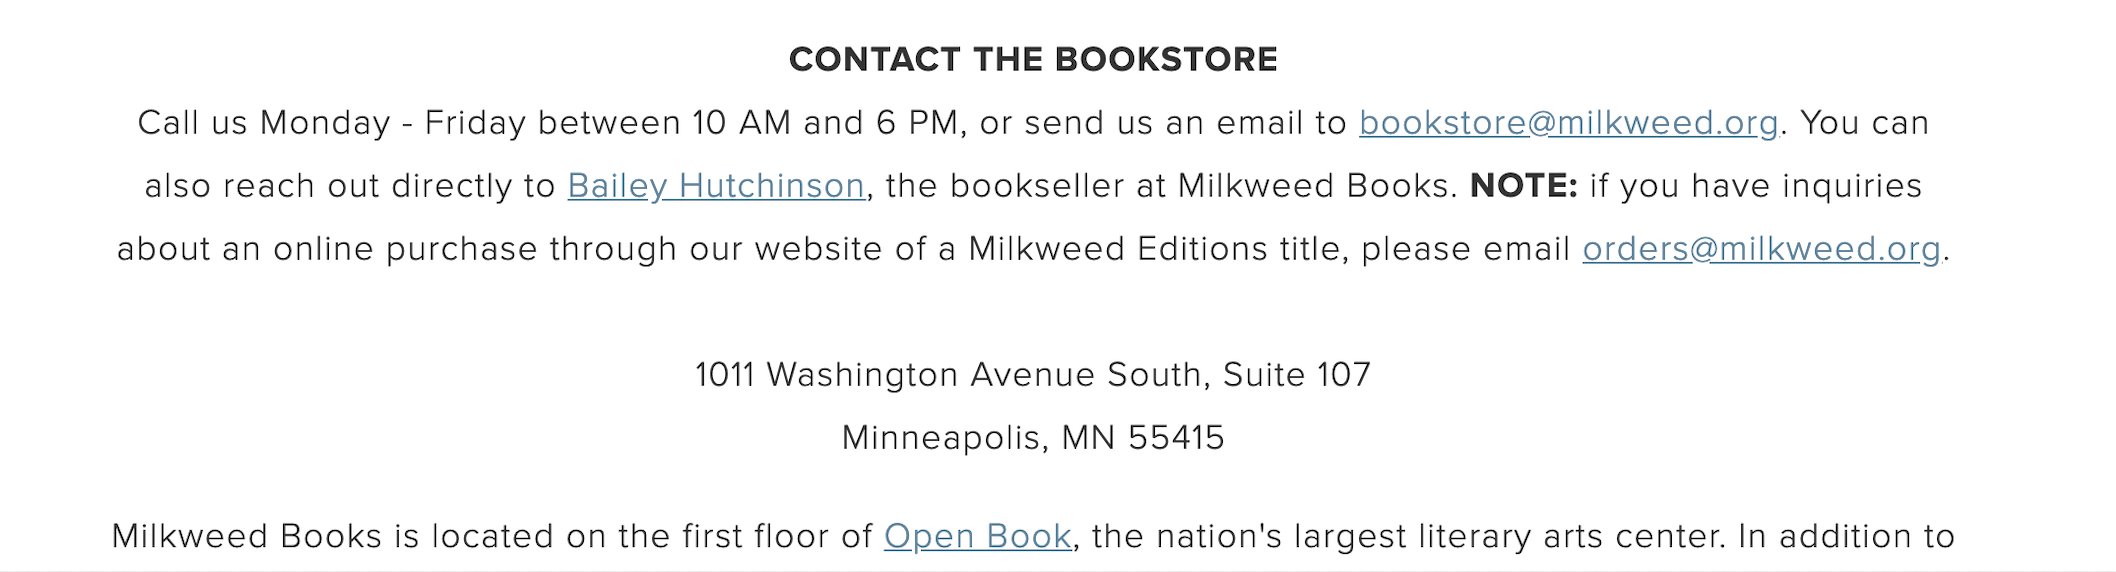 CONTACT THE BOOKSTORE
Call us Monday - Friday between 10 AM and 6 PM, or send us an email to bookstore@milkweed.org. You can
also reach out directly to Bailey Hutchinson, the bookseller at Milkweed Books. NOTE: if you have inquiries
about an online purchase through our website of a Milkweed Editions title, please email orders@milkweed.org.
1011 Washington Avenue South, Suite 107
Minneapolis, MN 55415
Milkweed Books is located on the first floor of Open Book, the nation's largest literary arts center. In addition to